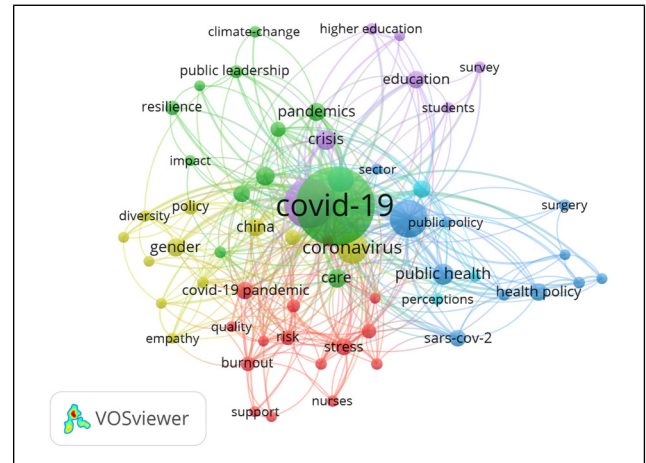 climate-change
higher education
public leadership
survey
education
resilience
pandemics
students
crisis
impact
sector
covid-19
surgery
diversity
policy
public policy
china
gender
coronavirus
care
public health
covid-19 pandemic
perceptions
health policy
quality
empathy
risk
stress
sars-cov-2
burnout
nurses
support
VOSviewer